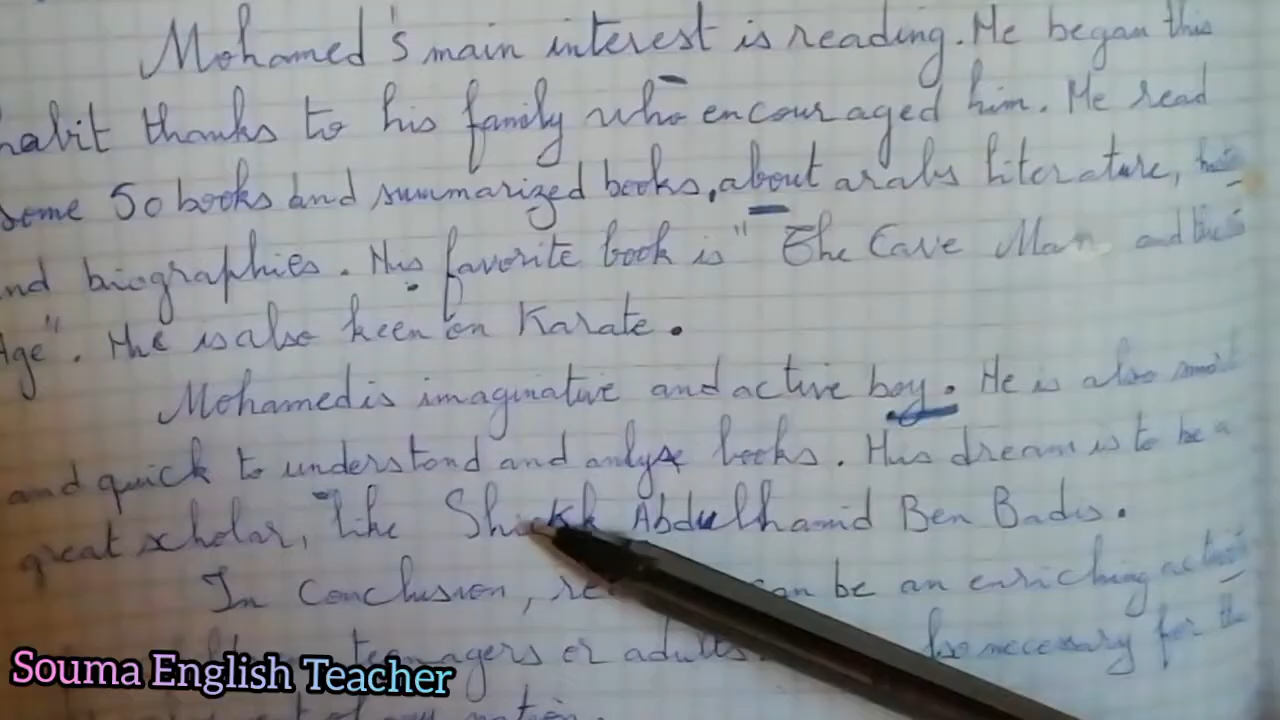 Mohamed's main interest is reading. He began this
habit thanks to his family who encouraged him. He read
some 50 books and summarized books, about arabs literature,
and biographies. His favorite book is " The Cave Man and the
Age". He is also keen on Karate.
Mohamed is imaginative and active boy. He is also
and quick to understand and anlyse books. His dream is to be a
great scholar, like Abdulhamid Ben Badis.
In Conclusion, can be an enriching
teenagers or adults. necessary for the
of nation.
Souma English Teacher